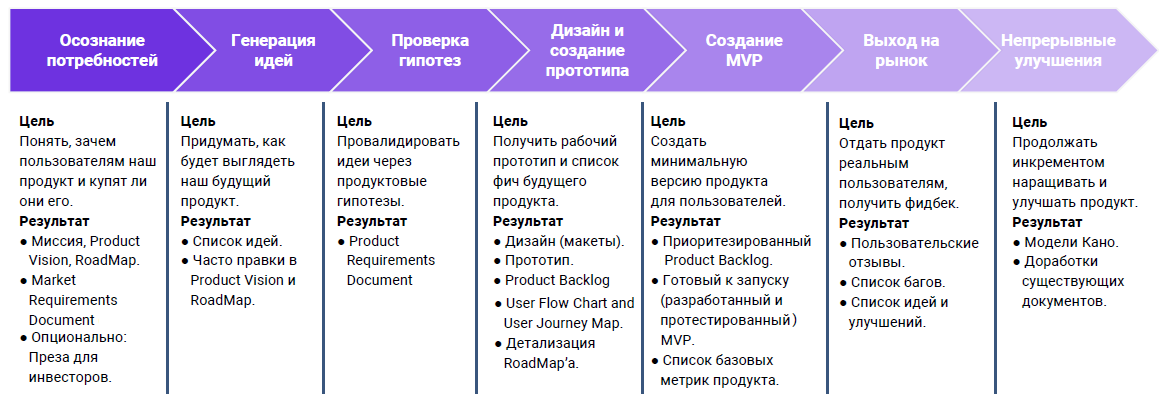 Осознание
потребностей
Генерация
идей
Проверка
гипотез
Дизайн и
создание
прототипа
Создание
MVP
Выход на
рынок
Непрерывные
улучшения
Цель
Понять, зачем
пользователям наш
продукт и купят ли
они его.
Результат
● Миссия, Product
Vision, RoadMap.
● Market
Requirements
Document
● Опционально:
Преза для
инвесторов.
Цель
Придумать, как
будет выглядеть
наш будущий
продукт.
Результат
● Список идей.
● Часто правки в
Product Vision и
RoadMap.
Цель
Провалидировать
идеи через
продуктовые
гипотезы.
Результат
● Product
Requirements
Document
Цель
Получить рабочий
прототип и список
фич будущего
продукта.
Результат
● Дизайн (макеты).
● Прототип.
● Product Backlog
● User Flow Chart and
User Journey Map.
● Детализация
RoadMap’а.
Цель
Создать
минимальную
версию продукта
для пользователей.
Результат
● Приоритезированный
Product Backlog.
● Готовый к запуску
(разработанный и
протестированный)
MVP.
● Список базовых
метрик продукта.
Цель
Отдать продукт
реальным
пользователям,
получить фидбек.
Результат
● Пользовательские
отзывы.
● Список багов.
● Список идей и
улучшений.
Цель
Продолжать
инкрементом
наращивать и
улучшать продукт.
Результат
● Модели Кано.
● Доработки
существующих
документов.